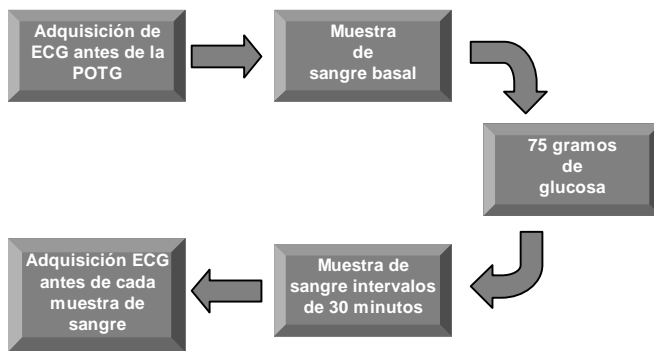 Adquisición de
ECG antes de la
POTG
Muestra
de
sangre basal
75 gramos
de
glucosa
Muestra de
sangre intervalos
de 30 minutos
Adquisición ECG
antes de cada
muestra de
sangre